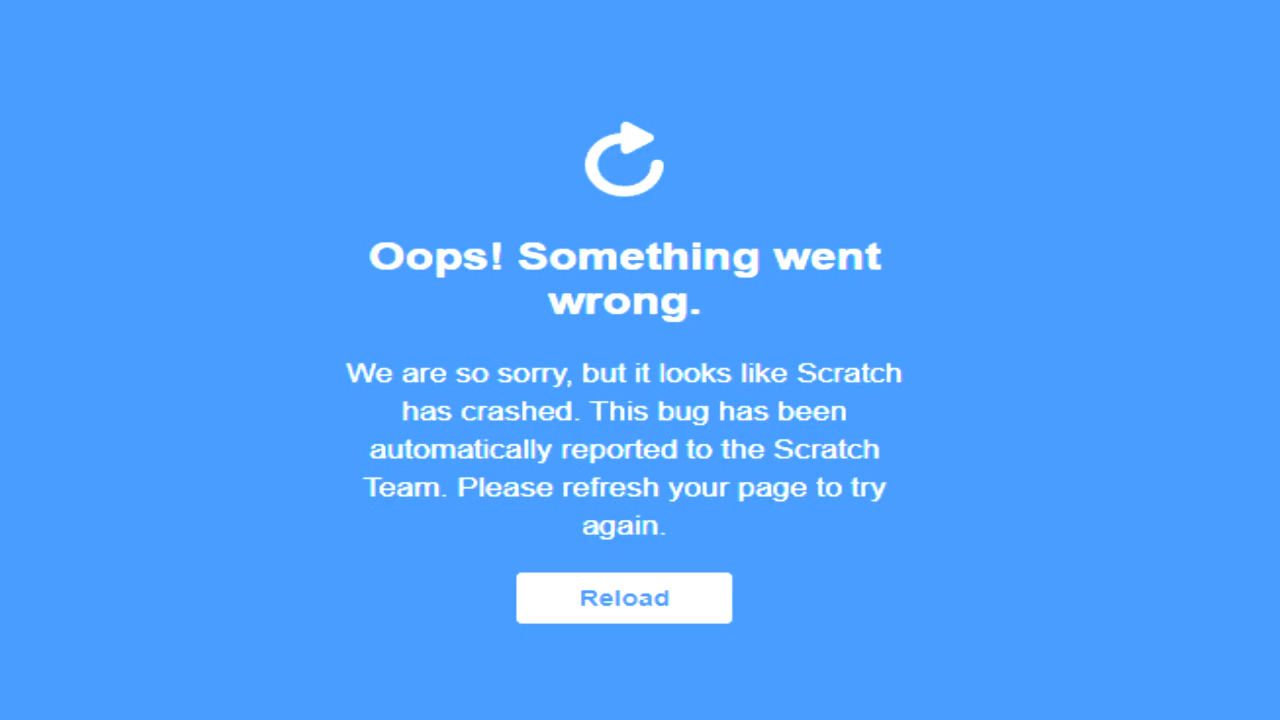 Oops! Something went
wrong.
We are so sorry, but it looks like Scratch
has crashed. This bug has been
automatically reported to the Scratch
Team. Please refresh your page to try
again.
Reload